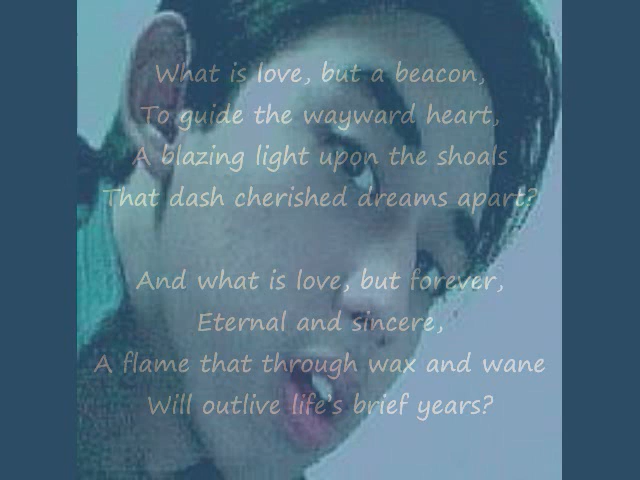 What is love, but a beacon,
To guide the wayward heart,
A blazing light upon the shoals
That dash cherished dreams apart?
And what is love, but forever,
Eternal and sincere,
A flame that through wax and wane
Will outlive life's brief years?